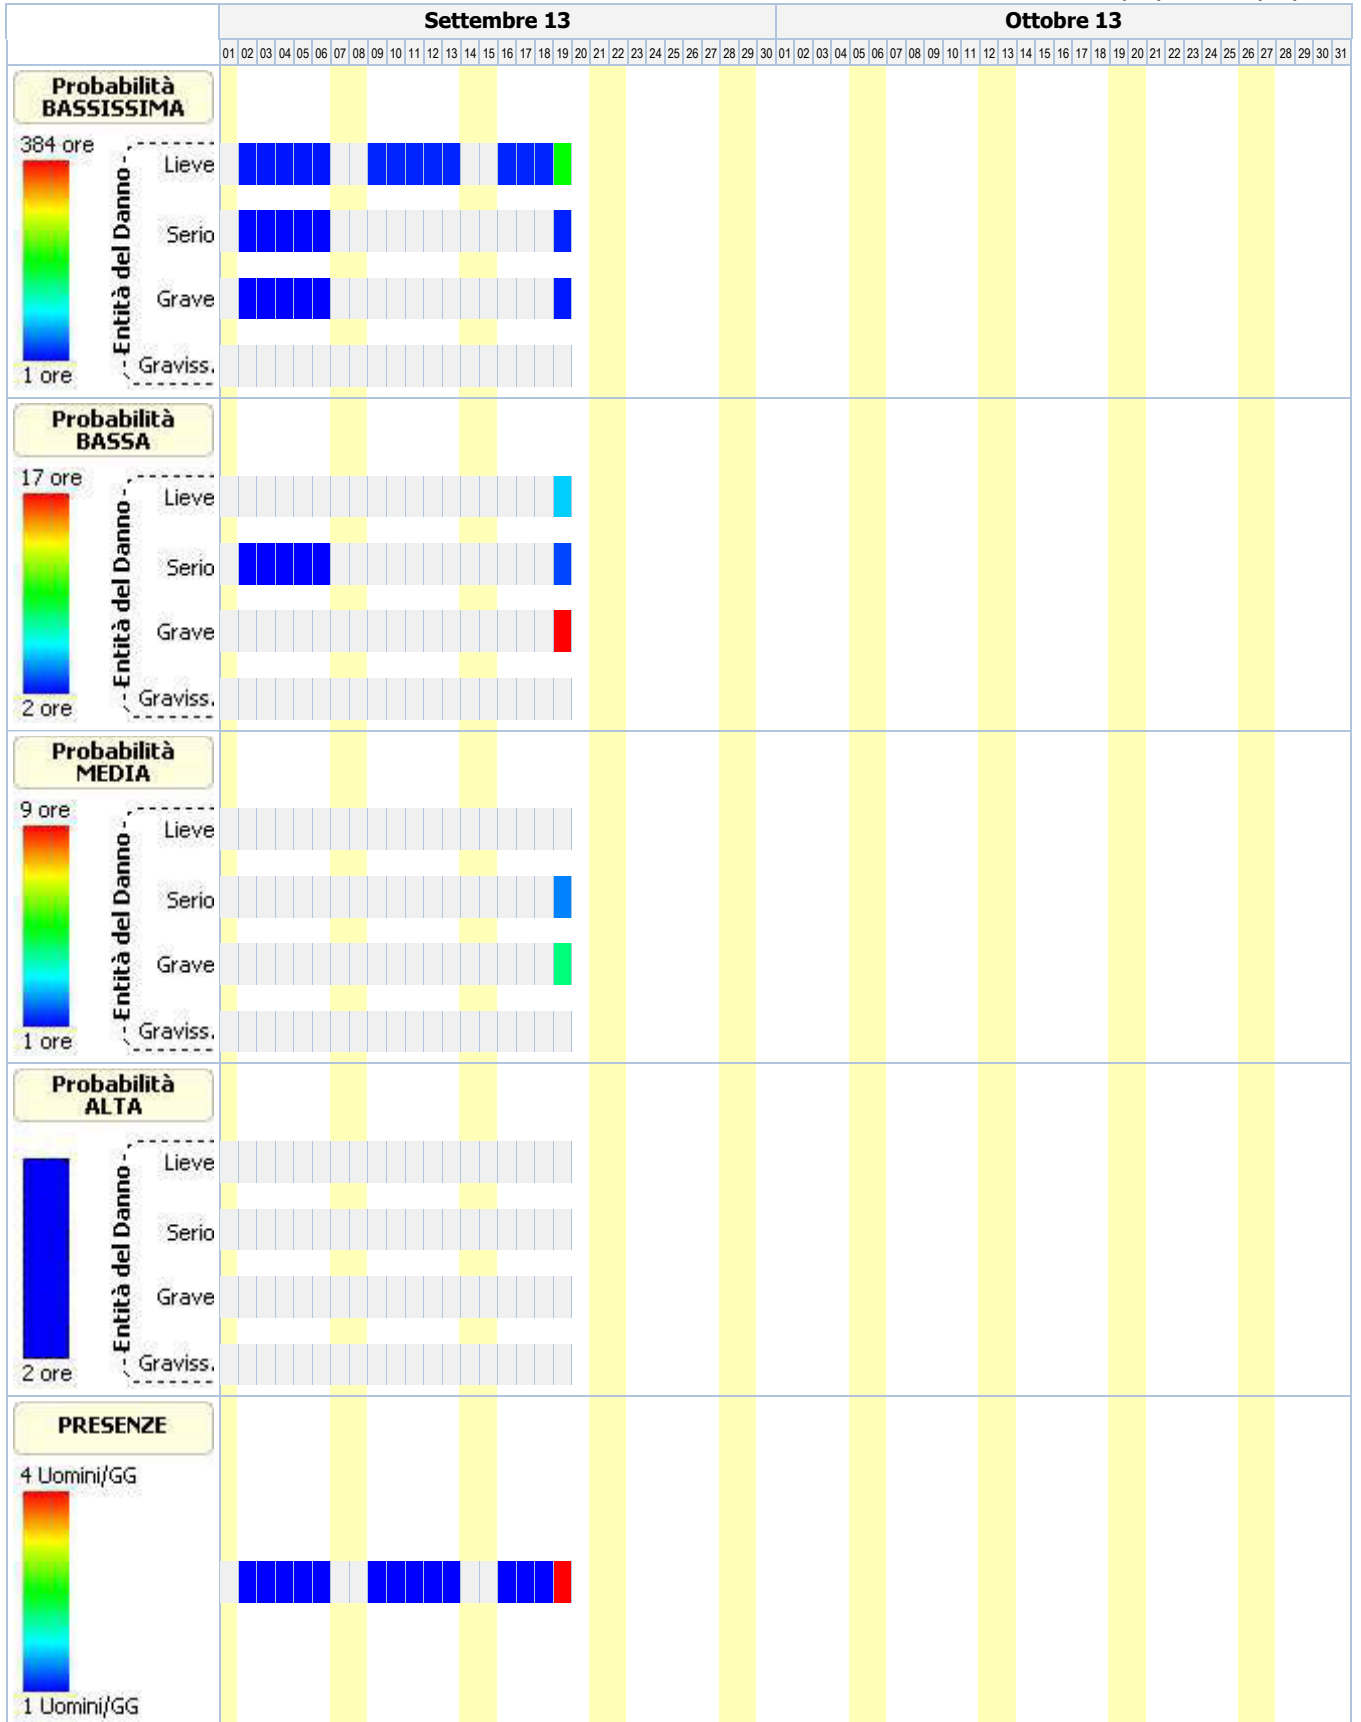 Settembre 13 Ottobre 13
01 02 03 04 05 06 07 08 09 10 11 12 13 14 15 16 17 18 19 20 21 22 23 24 25 26 27 28 29 30 01 02 03 04 05 06 07 08 09 10 11 12 13 14 15 16 17 18 19 20 21 22 23 24 25 26 27 28 29 30 31
Probabilità
BASSISSIMA
384 ore
Entità del Danno
Lieve
Serio
Grave
Graviss.
1 ore
Probabilità
BASSA
17 ore
Entità del Danno
Lieve
Serio
Grave
Graviss.
2 ore
Probabilità
MEDIA
9 ore
Entità del Danno
Lieve
Serio
Grave
Graviss.
1 ore
Probabilità
ALTA
Entità del Danno
Lieve
Serio
Grave
Graviss.
2 ore
PRESENZE
4 Uomini/GG
1 Uomini/GG